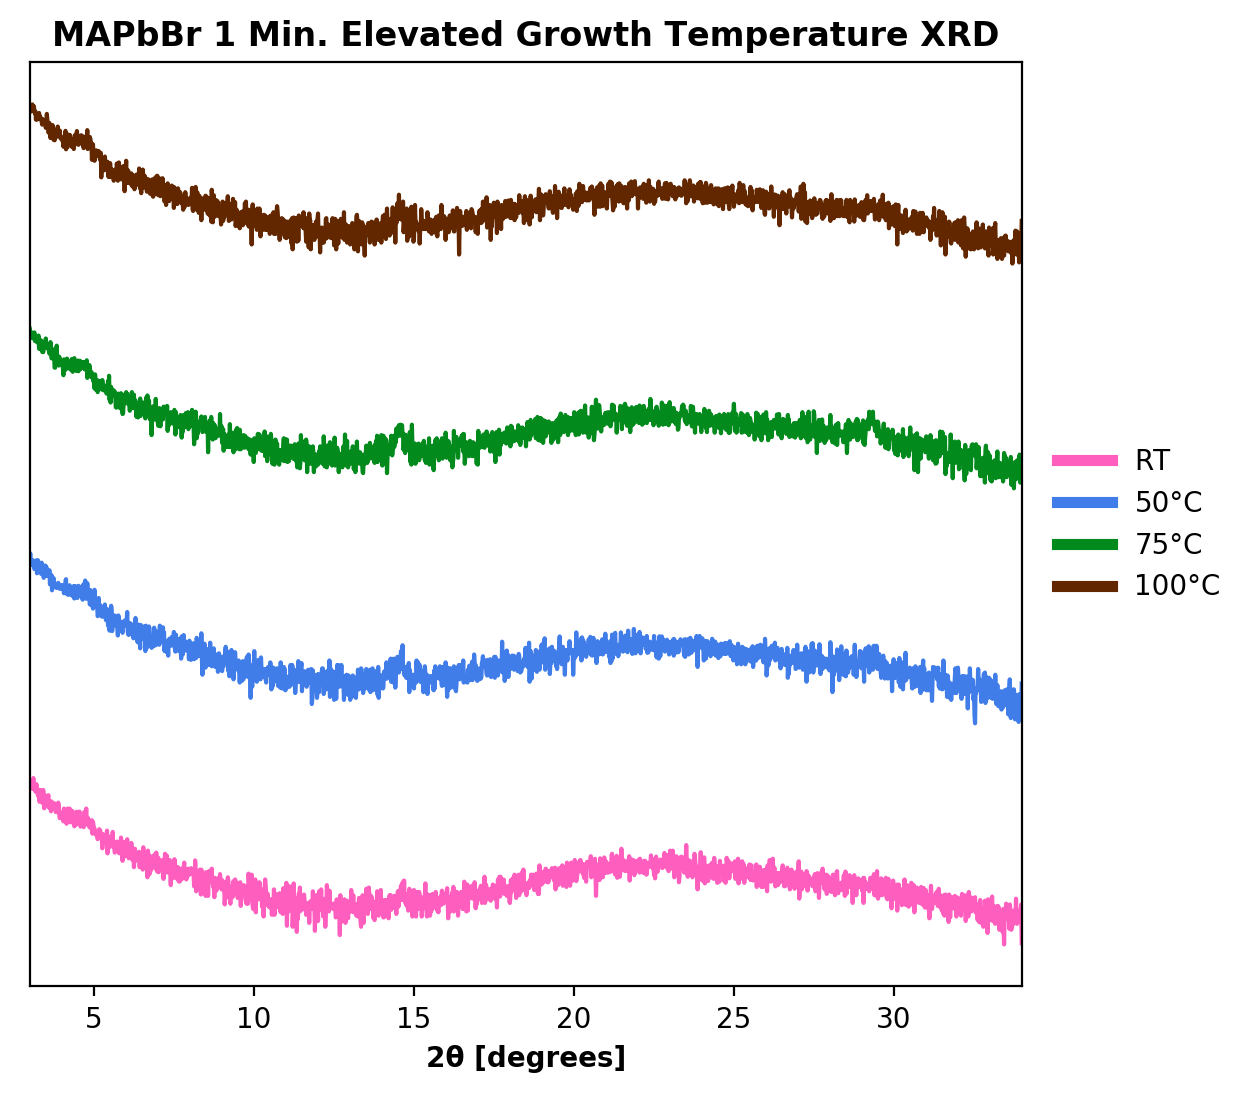 MAPbBr 1 Min. Elevated Growth Temperature XRD
RT
50°C
75°C
100°C
5 10 15 20 25 30
2θ [degrees]